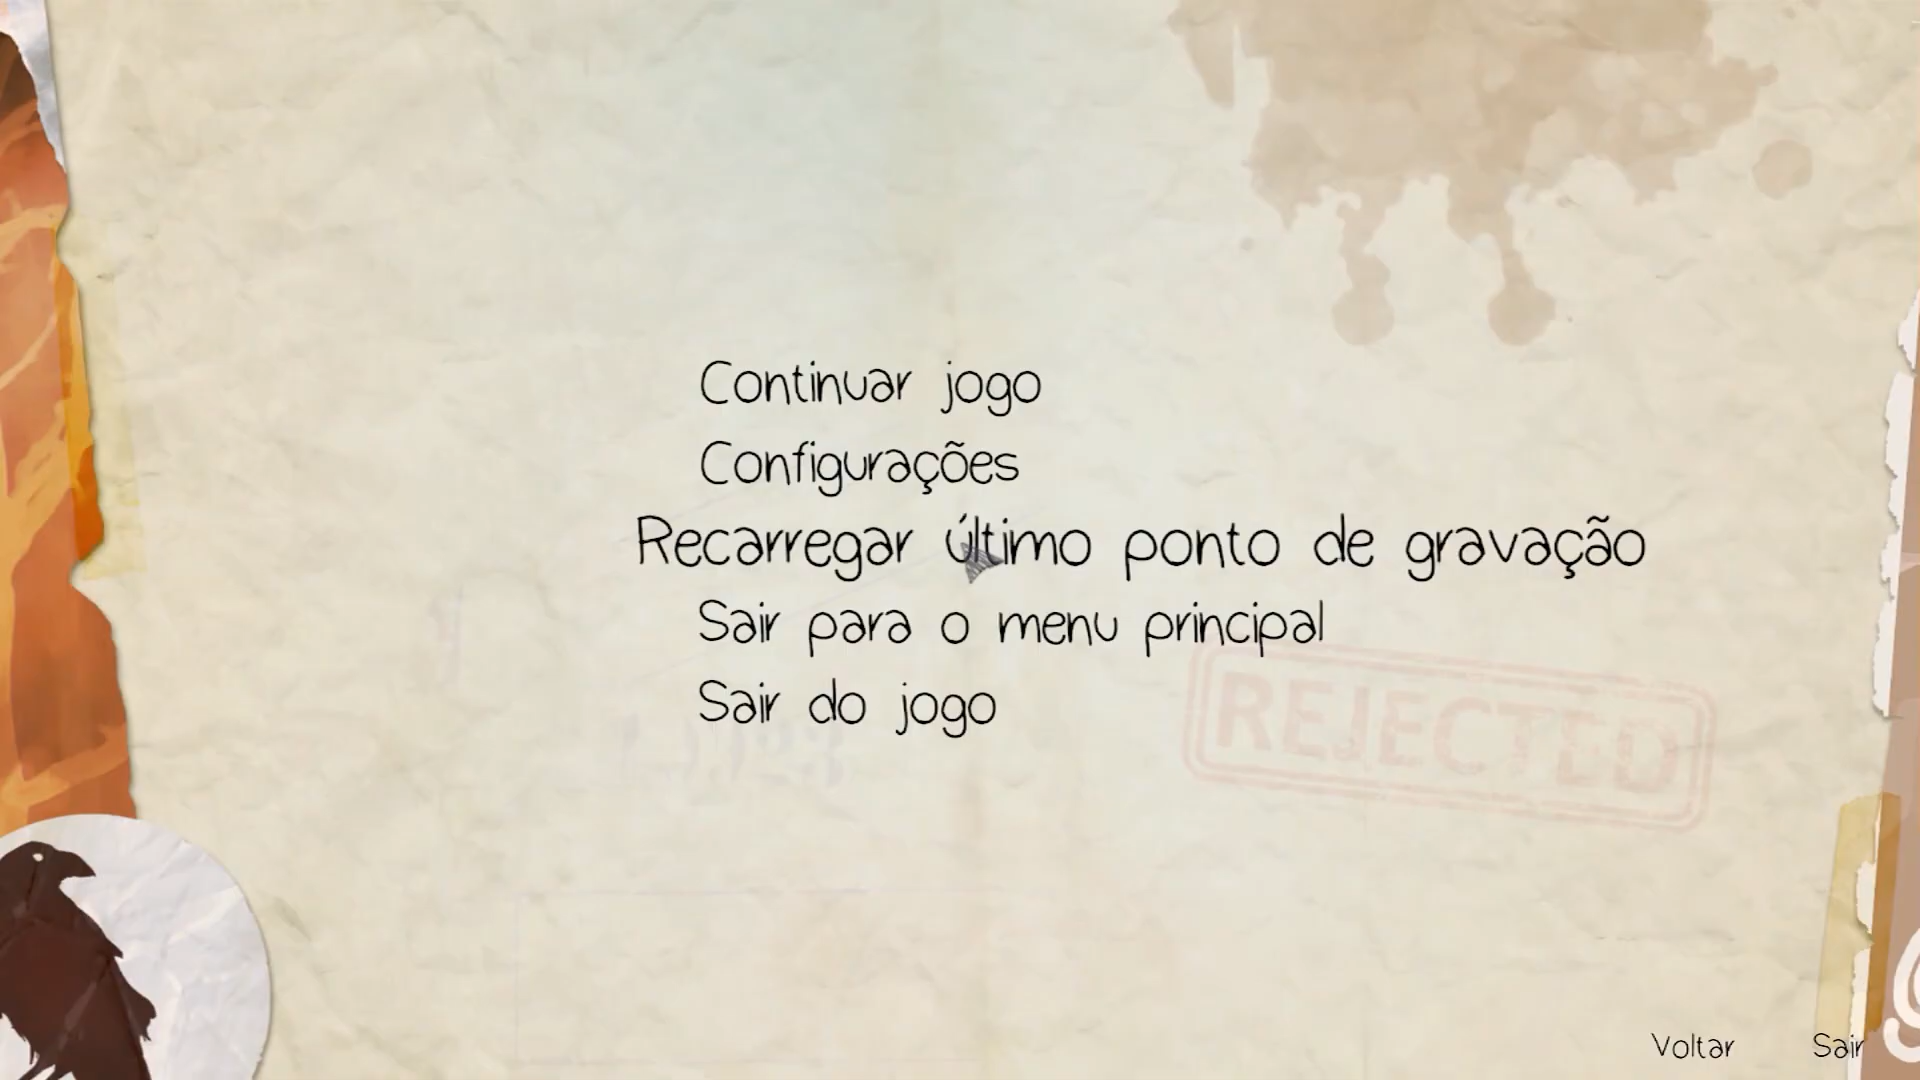 Continuar jogo
Configurações
Recarregar último ponto de gravação
Sair para o menu principal
Sair do jogo
REJECTED
Voltar Sair